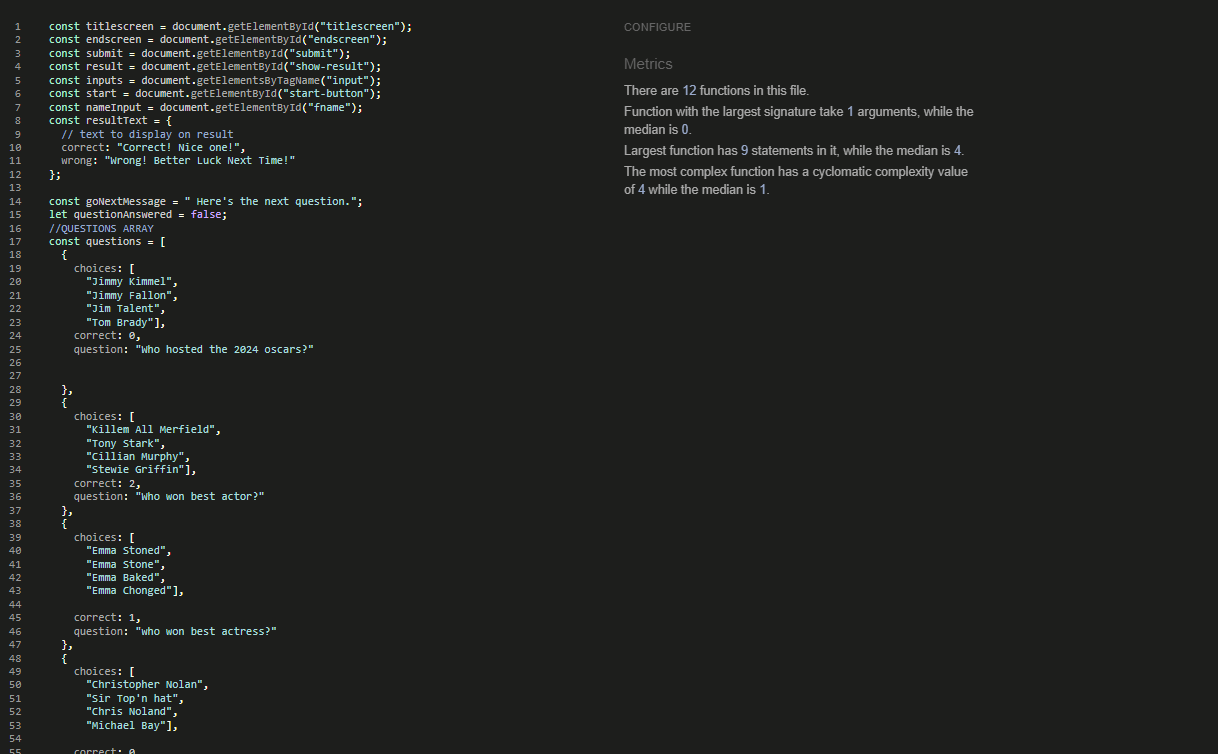 1 const titlescreen = document.getElementById("titlescreen");
2 const endscreen = document.getElementById("endscreen");
3 const submit = document.getElementById("submit");
4 const result = document.getElementById("show-result");
5 const inputs = document.getElementsByTagName("input");
6 const start = document.getElementById("start-button");
7 const nameInput = document.getElementById("fname");
8 const resultText = {
9 // text to display on result
10 correct: "Correct! Nice one!",
11 wrong: "Wrong! Better Luck Next Time!"
12 };
13
14 const goNextMessage = " Here's the next question.";
15 let questionAnswered = false;
16 //QUESTIONS ARRAY
17 const questions = [
18 {
19 choices: [
20 "Jimmy Kimmel",
21 "Jimmy Fallon",
22 "Jim Talent",
23 "Tom Brady"],
24 correct: 0,
25 question: "Who hosted the 2024 oscars?"
26
27
28 },
29 {
30 choices: [
31 "Killem All Merfield",
32 "Tony Stark",
33 "Cillian Murphy",
34 "Stewie Griffin"],
35 correct: 2,
36 question: "Who won best actor?"
37 },
38 {
39 choices: [
40 "Emma Stoned",
41 "Emma Stone",
42 "Emma Baked",
43 "Emma Chonged"],
44
45 correct: 1,
46 question: "who won best actress?"
47 },
48 {
49 choices: [
50 "Christopher Nolan",
51 "Sir Top'n hat",
52 "Chris Noland",
53 "Michael Bay"],
54
55 correct: 0
CONFIGURE
Metrics
There are 12 functions in this file.
Function with the largest signature take 1 arguments, while the
median is 0.
Largest function has 9 statements in it, while the median is 4.
The most complex function has a cyclomatic complexity value
of 4 while the median is 1.